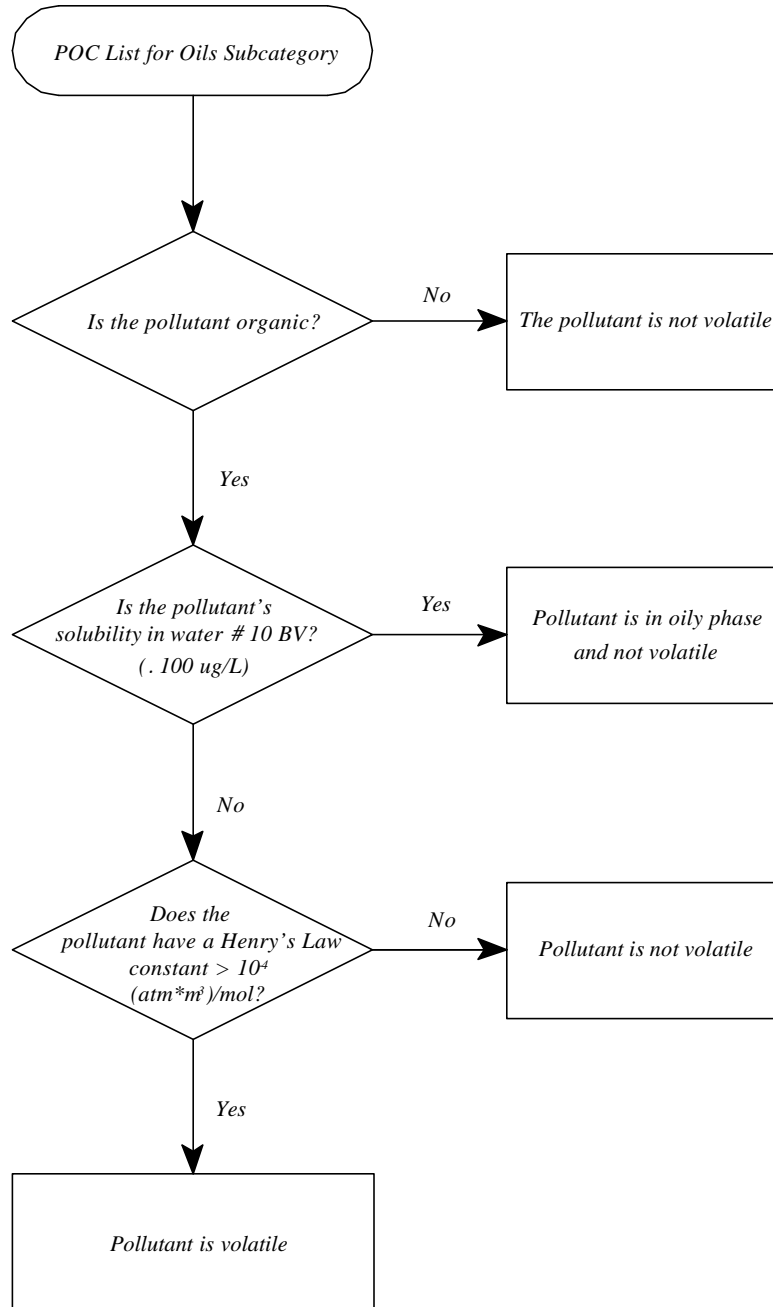 POC List for Oils Subcategory
Is the pollutant organic?
No
The pollutant is not volatile
Yes
Is the pollutant's
solubility in water # 10 BV?
(. 100 ug/L)
Yes
Pollutant is in oily phase
and not volatile
No
Does the
pollutant have a Henry's Law
constant > 10⁴
(atm*m³)/mol?
No
Pollutant is not volatile
Yes
Pollutant is volatile